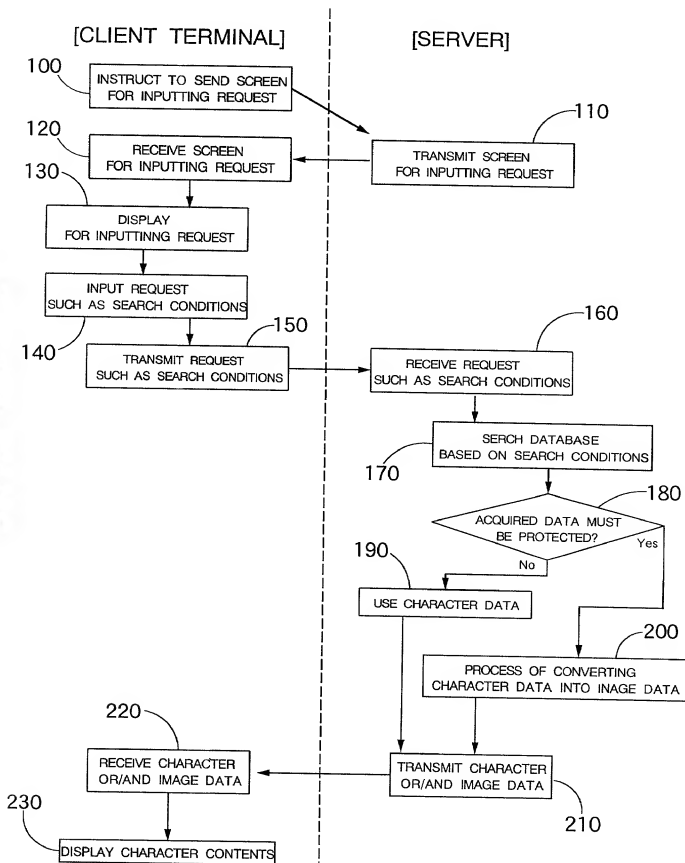 [CLIENT TERMINAL]
[SERVER]
100
INSTRUCT TO SEND SCREEN
FOR INPUTTING REQUEST
110
TRANSMIT SCREEN
FOR INPUTTING REQUEST
120
RECEIVE SCREEN
FOR INPUTTING REQUEST
130
DISPLAY
FOR INPUTTINNG REQUEST
INPUT REQUEST
SUCH AS SEARCH CONDITIONS
140
150
TRANSMIT REQUEST
SUCH AS SEARCH CONDITIONS
160
RECEIVE REQUEST
SUCH AS SEARCH CONDITIONS
SERCH DATABASE
BASED ON SEARCH CONDITIONS
170
180
ACQUIRED DATA MUST
BE PROTECTED?
Yes
No
190
USE CHARACTER DATA
200
PROCESS OF CONVERTING
CHARACTER DATA INTO INAGE DATA
TRANSMIT CHARACTER
OR/AND IMAGE DATA
210
220
RECEIVE CHARACTER
OR/AND IMAGE DATA
230
DISPLAY CHARACTER CONTENTS